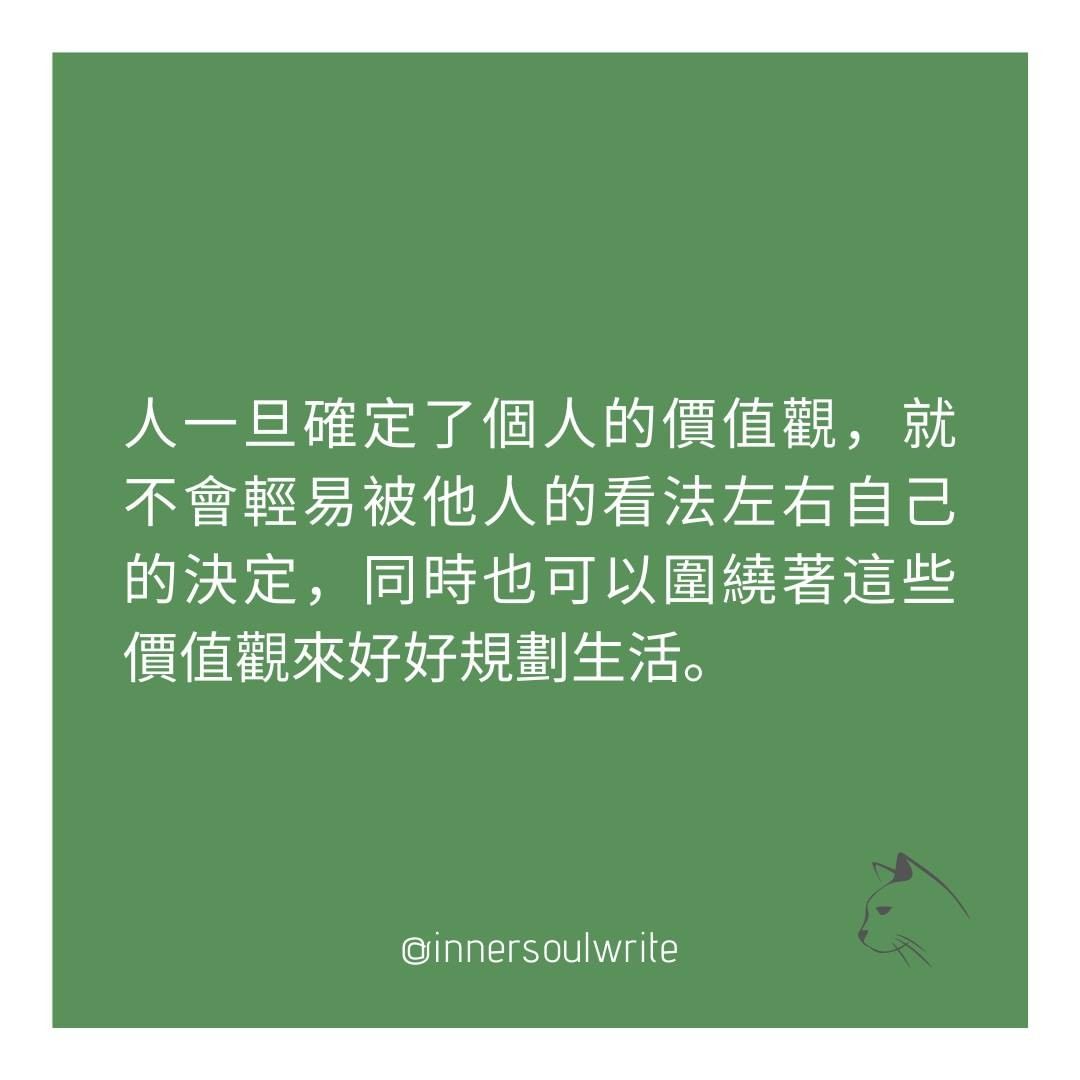 人一旦確定了個人的價值觀，就
不會輕易被他人的看法左右自己
的決定，同時也可以圍繞著這些
價值觀來好好規劃生活。
@innersoulwrite